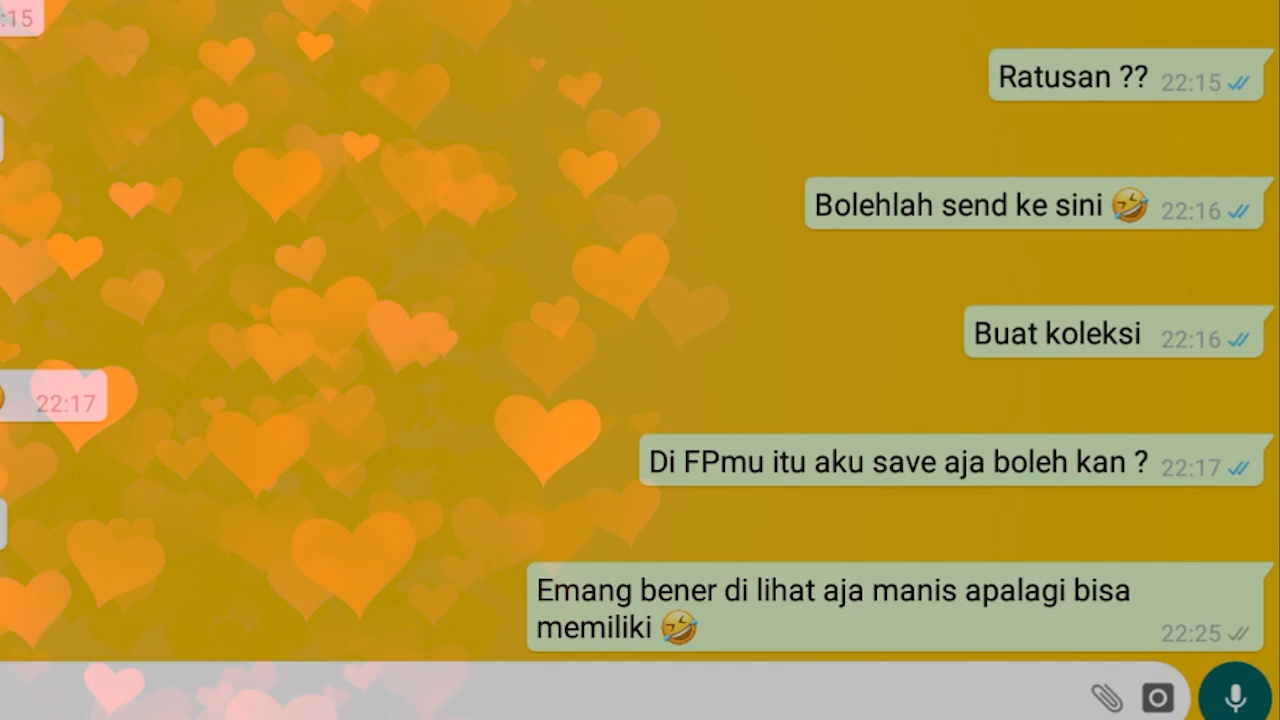 :15
Ratusan ?? 22:15
Bolehlah send ke sini 🤣 22:16
Buat koleksi 22:16
22:17
Di FPmu itu aku save aja boleh kan ? 22:17
Emang bener di lihat aja manis apalagi bisa
memiliki 🤣 22:25